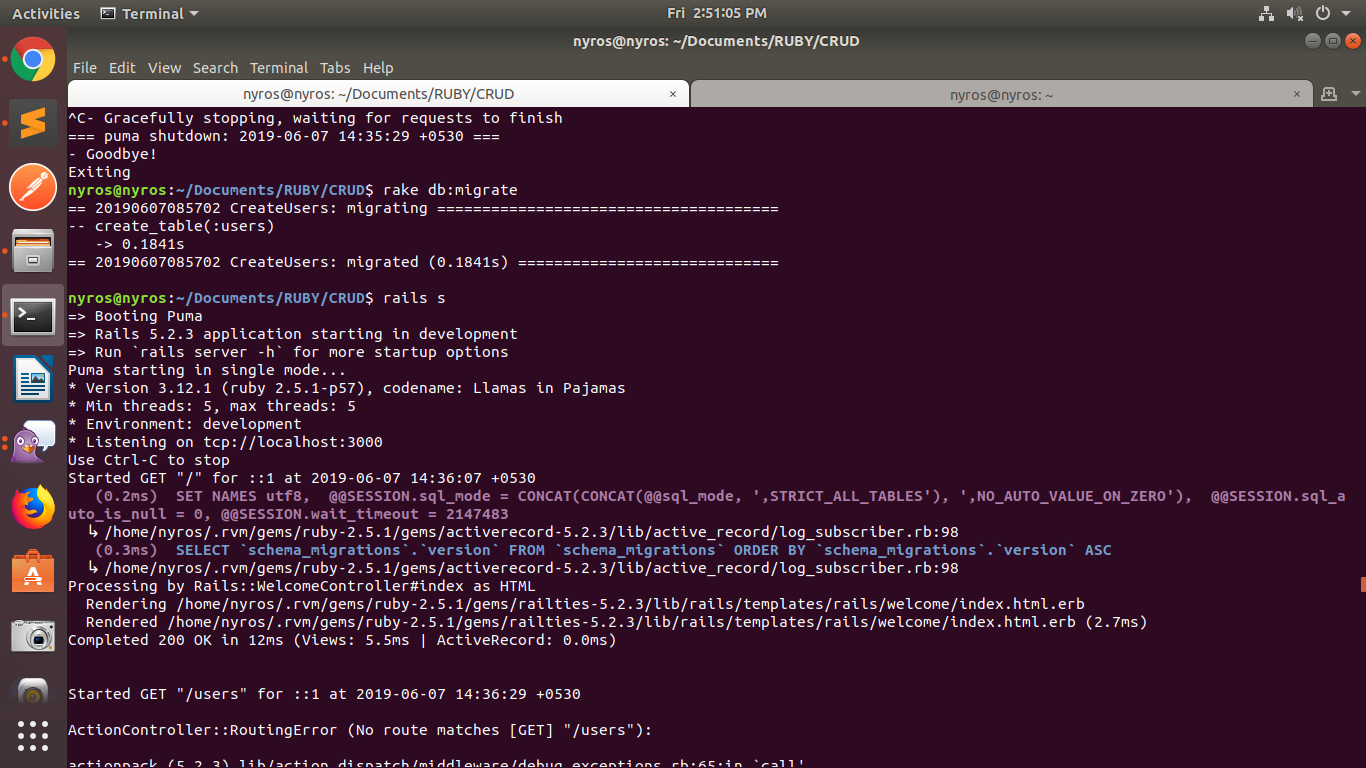 Activities Terminal Fri 2:51:05 PM
nyros@nyros: ~/Documents/RUBY/CRUD
File Edit View Search Terminal Tabs Help
nyros@nyros: ~/Documents/RUBY/CRUD × nyros@nyros: ~ ×
^C- Gracefully stopping, waiting for requests to finish
=== puma shutdown: 2019-06-07 14:35:29 +0530 ===
- Goodbye!
Exiting
nyros@nyros:~/Documents/RUBY/CRUD$ rake db:migrate
== 20190607085702 CreateUsers: migrating ======================================
-- create_table(:users)
   -> 0.1841s
== 20190607085702 CreateUsers: migrated (0.1841s) =============================
nyros@nyros:~/Documents/RUBY/CRUD$ rails s
=> Booting Puma
=> Rails 5.2.3 application starting in development
=> Run `rails server -h` for more startup options
Puma starting in single mode...
* Version 3.12.1 (ruby 2.5.1-p57), codename: Llamas in Pajamas
* Min threads: 5, max threads: 5
* Environment: development
* Listening on tcp://localhost:3000
Use Ctrl-C to stop
Started GET "/" for ::1 at 2019-06-07 14:36:07 +0530
   (0.2ms)  SET NAMES utf8,  @@SESSION.sql_mode = CONCAT(CONCAT(@@sql_mode, ',STRICT_ALL_TABLES'), ',NO_AUTO_VALUE_ON_ZERO'),  @@SESSION.sql_a
uto_is_null = 0, @@SESSION.wait_timeout = 2147483
  ↳ /home/nyros/.rvm/gems/ruby-2.5.1/gems/activerecord-5.2.3/lib/active_record/log_subscriber.rb:98
   (0.3ms)  SELECT `schema_migrations`.`version` FROM `schema_migrations` ORDER BY `schema_migrations`.`version` ASC
  ↳ /home/nyros/.rvm/gems/ruby-2.5.1/gems/activerecord-5.2.3/lib/active_record/log_subscriber.rb:98
Processing by Rails::WelcomeController#index as HTML
  Rendering /home/nyros/.rvm/gems/ruby-2.5.1/gems/railties-5.2.3/lib/rails/templates/rails/welcome/index.html.erb
  Rendered /home/nyros/.rvm/gems/ruby-2.5.1/gems/railties-5.2.3/lib/rails/templates/rails/welcome/index.html.erb (2.7ms)
Completed 200 OK in 12ms (Views: 5.5ms | ActiveRecord: 0.0ms)
Started GET "/users" for ::1 at 2019-06-07 14:36:29 +0530
ActionController::RoutingError (No route matches [GET] "/users"):
actionpack (5.2.3) lib/action_dispatch/middleware/debug_exceptions.rb:65:in `call'